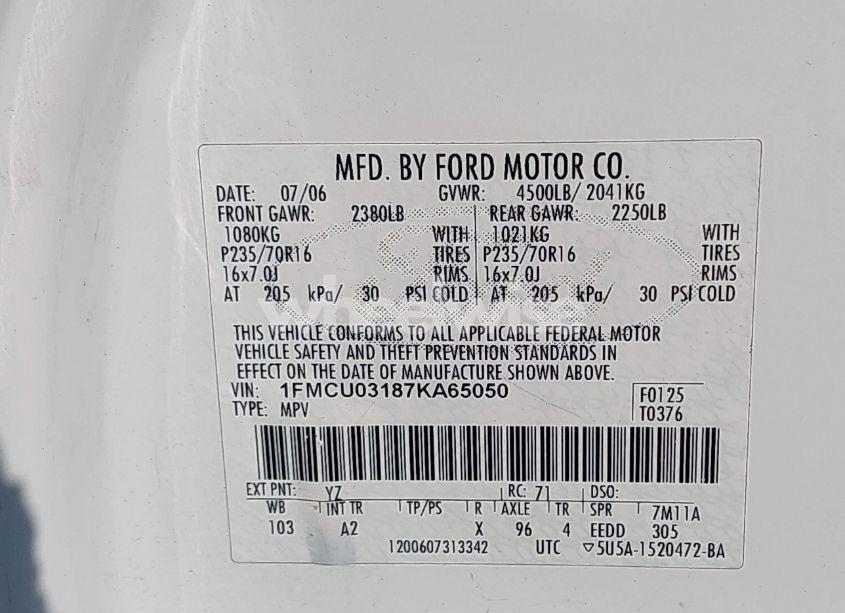 MFD. BY FORD MOTOR CO.
DATE: 07/06 GVWR: 4500LB/ 2041KG
FRONT GAWR: 2380LB REAR GAWR: 2250LB
1080KG WITH 1021KG WITH
P235/70R16 TIRES P235/70R16 TIRES
16x7.0J RIMS 16x7.0J RIMS
AT 205 kPa/ 30 PSI COLD AT 205 kPa/ 30 PSI COLD
THIS VEHICLE CONFORMS TO ALL APPLICABLE FEDERAL MOTOR
VEHICLE SAFETY AND THEFT PREVENTION STANDARDS IN
EFFECT ON THE DATE OF MANUFACTURE SHOWN ABOVE.
VIN: 1FMCU03187KA65050 F0125
TYPE: MPV T0376
EXT PNT: YZ RC: 71 DSO:
WB INT TR TP/PS R AXLE TR SPR 7M11A
103 A2 X 96 4 EEDD 305
1200607313342 UTC ▽5U5A-1520472-BA